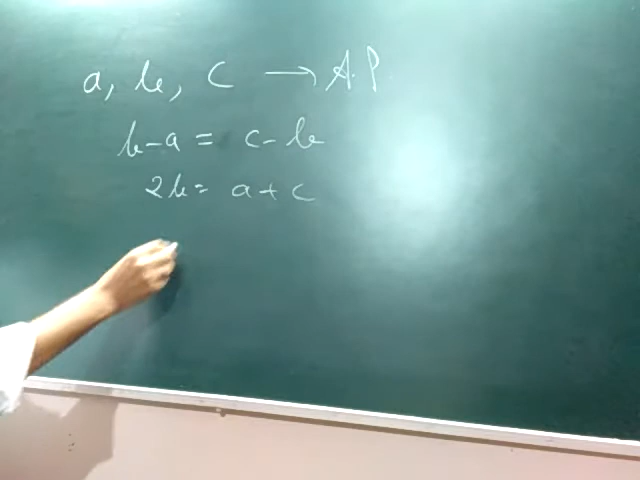 a, b, c → A.P.
b-a = c-b
2b= a+c